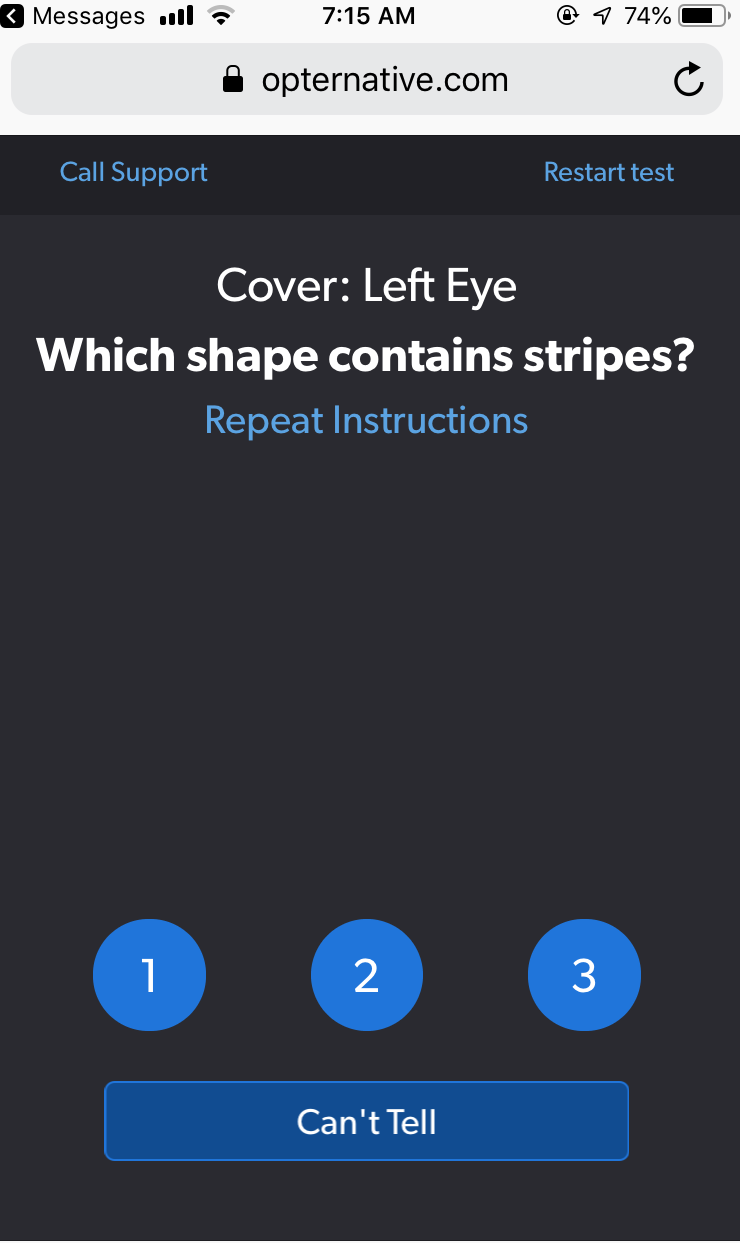 Messages 7:15 AM 74%
opternative.com
Call Support Restart test
Cover: Left Eye
Which shape contains stripes?
Repeat Instructions
1 2 3
Can't Tell